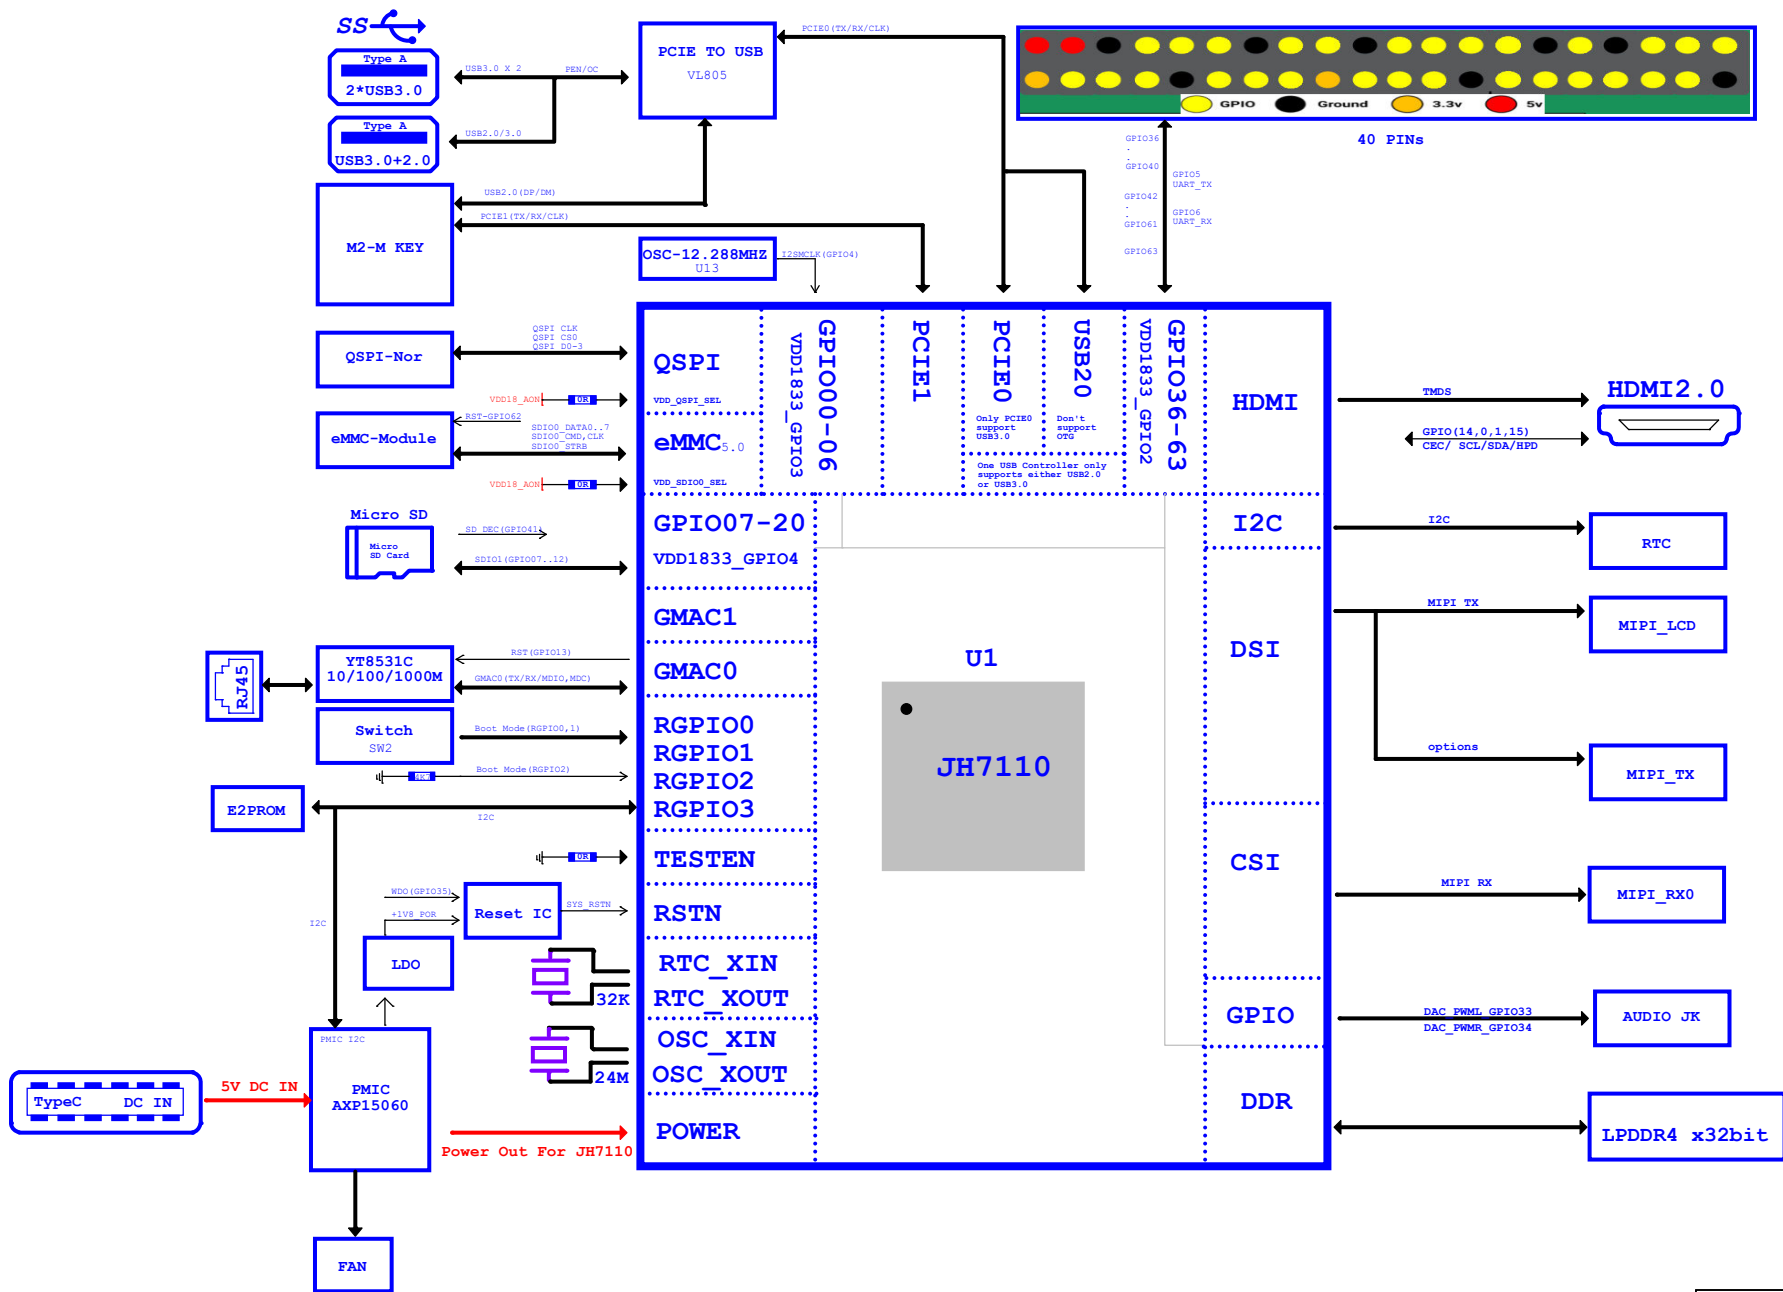 SS
Type A
2*USB3.0
Type A
USB3.0+2.0
USB3.0 X 2
PEN/OC
USB2.0/3.0
PCIE TO USB
VL805
PCIE0(TX/RX/CLK)
GPIO
Ground
3.3v
5v
40 PINs
GPIO36
.
.
GPIO40
GPIO42
.
.
GPIO61
GPIO63
GPIO5
UART_TX
GPIO6
UART_RX
M2-M KEY
USB2.0(DP/DM)
PCIE1(TX/RX/CLK)
OSC-12.288MHZ
U13
I2SMCLK(GPIO4)
QSPI-Nor
QSPI CLK
QSPI CS0
QSPI D0-3
VDD18_AON
0R
eMMC-Module
RST-GPIO62
SDIO0_DATA0..7
SDIO0_CMD,CLK
SDIO0_STRB
VDD18_AON
0R
Micro SD
Micro
SD Card
SD_DEC(GPIO41)
SDIO1(GPIO07..12)
RJ45
YT8531C
10/100/1000M
RST(GPIO13)
GMAC0(TX/RX/MDIO,MDC)
Switch
SW2
Boot Mode(RGPIO0,1)
Boot Mode(RGPIO2)
E2PROM
I2C
0R
I2C
WDO(GPIO35)
+1V8_POR
Reset IC
SYS_RSTN
LDO
32K
24M
PMIC I2C
PMIC
AXP15060
TypeC
DC IN
5V DC IN
Power Out For JH7110
FAN
QSPI
VDD_QSPI_SEL
eMMC5.0
VDD_SDIO0_SEL
GPIO00-06
VDD1833_GPIO3
PCIE1
PCIE0
Only PCIE0
support
USB3.0
USB20
Don't
support
OTG
One USB Controller only
supports either USB2.0
or USB3.0
GPIO36-63
VDD1833_GPIO2
GPIO07-20
VDD1833_GPIO4
GMAC1
GMAC0
RGPIO0
RGPIO1
RGPIO2
RGPIO3
TESTEN
RSTN
RTC_XIN
RTC_XOUT
OSC_XIN
OSC_XOUT
POWER
U1
JH7110
HDMI
I2C
DSI
CSI
GPIO
DDR
TMDS
HDMI2.0
GPIO(14,0,1,15)
CEC/ SCL/SDA/HPD
I2C
RTC
MIPI TX
MIPI_LCD
options
MIPI_TX
MIPI RX
MIPI_RX0
DAC_PWML_GPIO33
DAC_PWMR_GPIO34
AUDIO JK
LPDDR4 x32bit